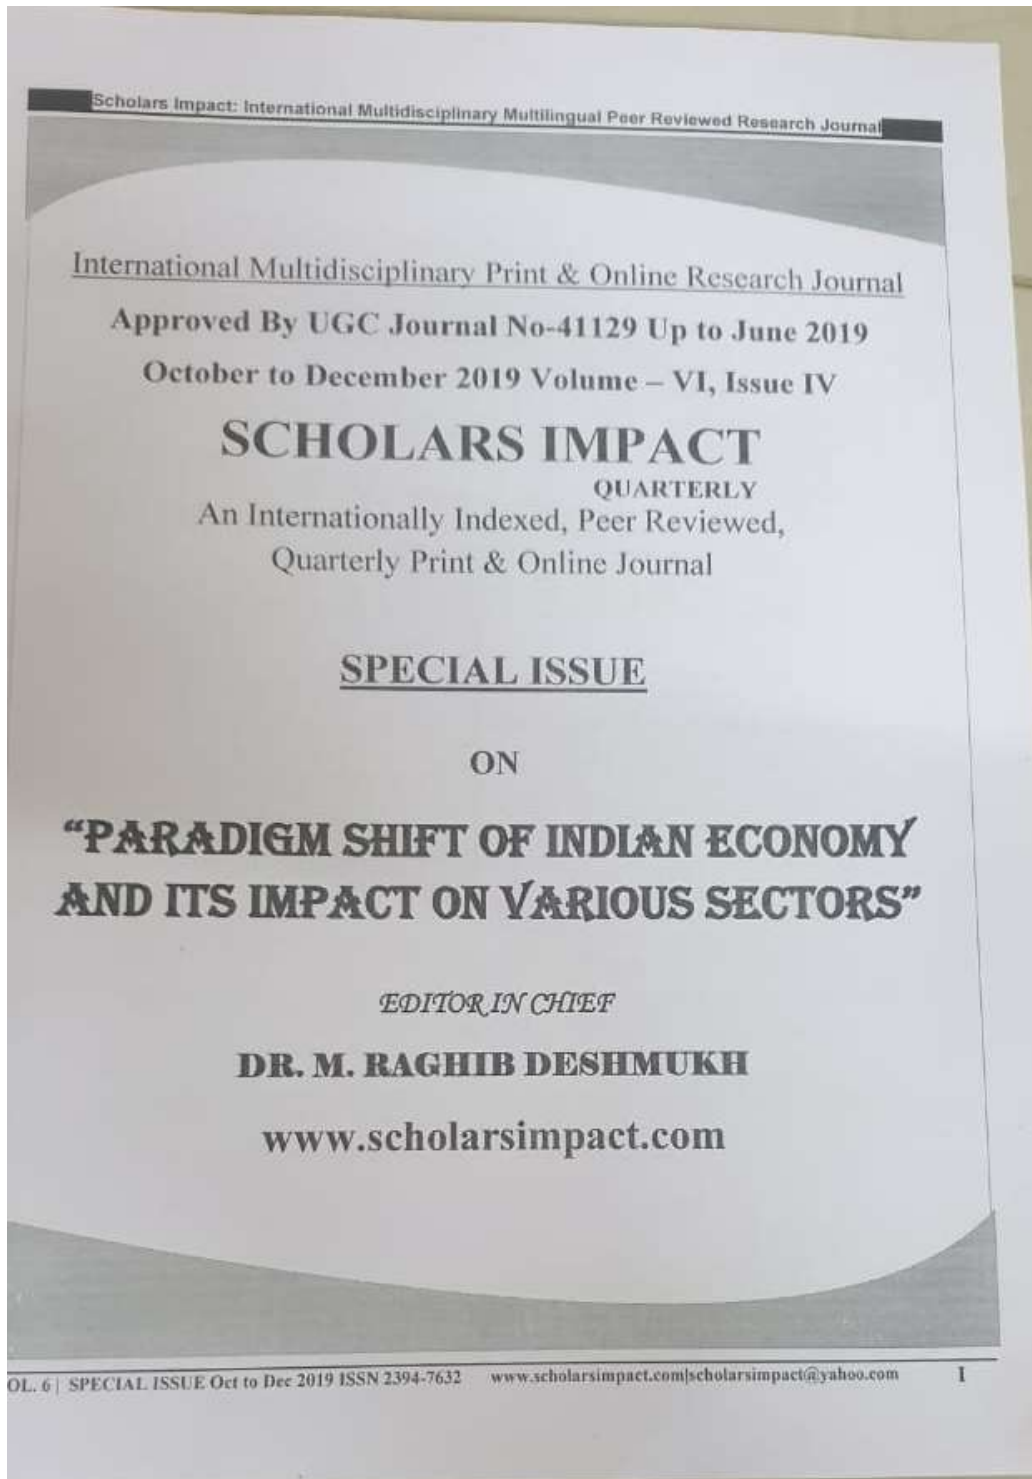 Scholars Impact: International Multidisciplinary Multilingual Peer Reviewed Research Journal
International Multidisciplinary Print & Online Research Journal
Approved By UGC Journal No-41129 Up to June 2019
October to December 2019 Volume – VI, Issue IV
SCHOLARS IMPACT
QUARTERLY
An Internationally Indexed, Peer Reviewed,
Quarterly Print & Online Journal
SPECIAL ISSUE
ON
“PARADIGM SHIFT OF INDIAN ECONOMY
AND ITS IMPACT ON VARIOUS SECTORS”
EDITOR IN CHIEF
DR. M. RAGHIB DESHMUKH
www.scholarsimpact.com
OL. 6 | SPECIAL ISSUE Oct to Dec 2019 ISSN 2394-7632 www.scholarsimpact.com|scholarsimpact@yahoo.com I